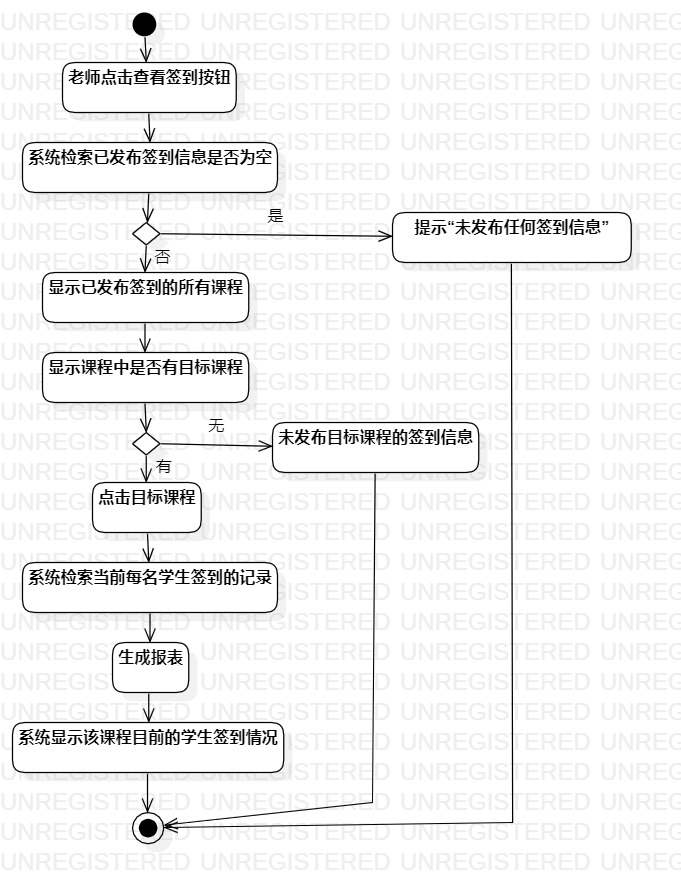 老师点击查看签到按钮
系统检索已发布签到信息是否为空
是
提示“未发布任何签到信息”
否
显示已发布签到的所有课程
显示课程中是否有目标课程
无
未发布目标课程的签到信息
有
点击目标课程
系统检索当前每名学生签到的记录
生成报表
系统显示该课程目前的学生签到情况
UNREGISTERED